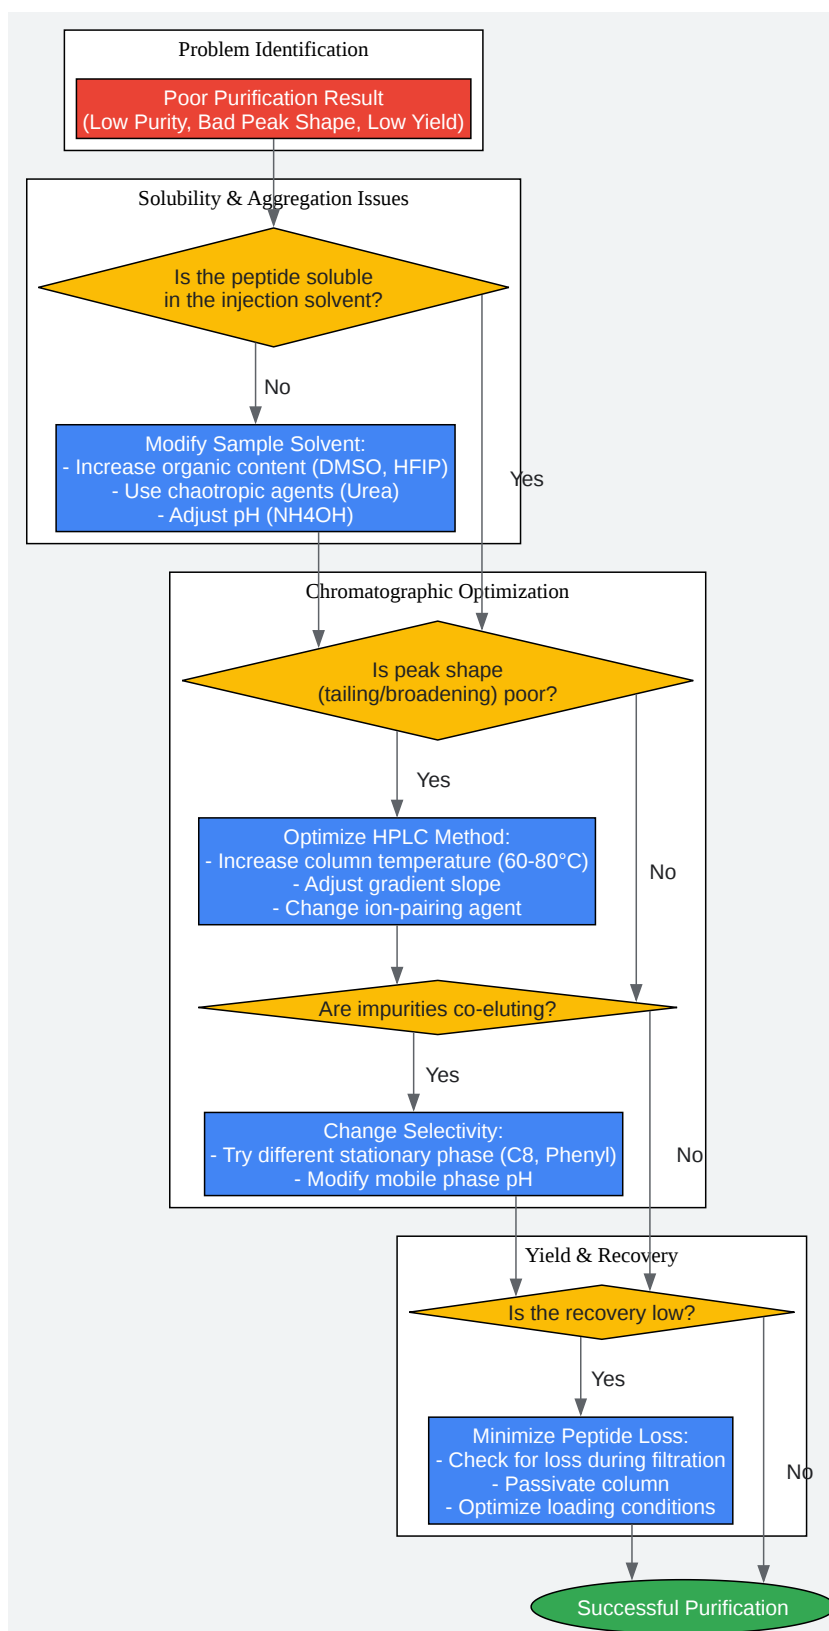 Problem Identification
Poor Purification Result
(Low Purity, Bad Peak Shape, Low Yield)
Solubility & Aggregation Issues
Is the peptide soluble
in the injection solvent?
No
Modify Sample Solvent:
- Increase organic content (DMSO, HFIP)
- Use chaotropic agents (Urea)
- Adjust pH (NH4OH)
Yes
Chromatographic Optimization
Is peak shape
(tailing/broadening) poor?
Yes
Optimize HPLC Method:
- Increase column temperature (60-80°C)
- Adjust gradient slope
- Change ion-pairing agent
No
Are impurities co-eluting?
Yes
Change Selectivity:
- Try different stationary phase (C8, Phenyl)
- Modify mobile phase pH
No
Yield & Recovery
Is the recovery low?
Yes
Minimize Peptide Loss:
- Check for loss during filtration
- Passivate column
- Optimize loading conditions
No
Successful Purification